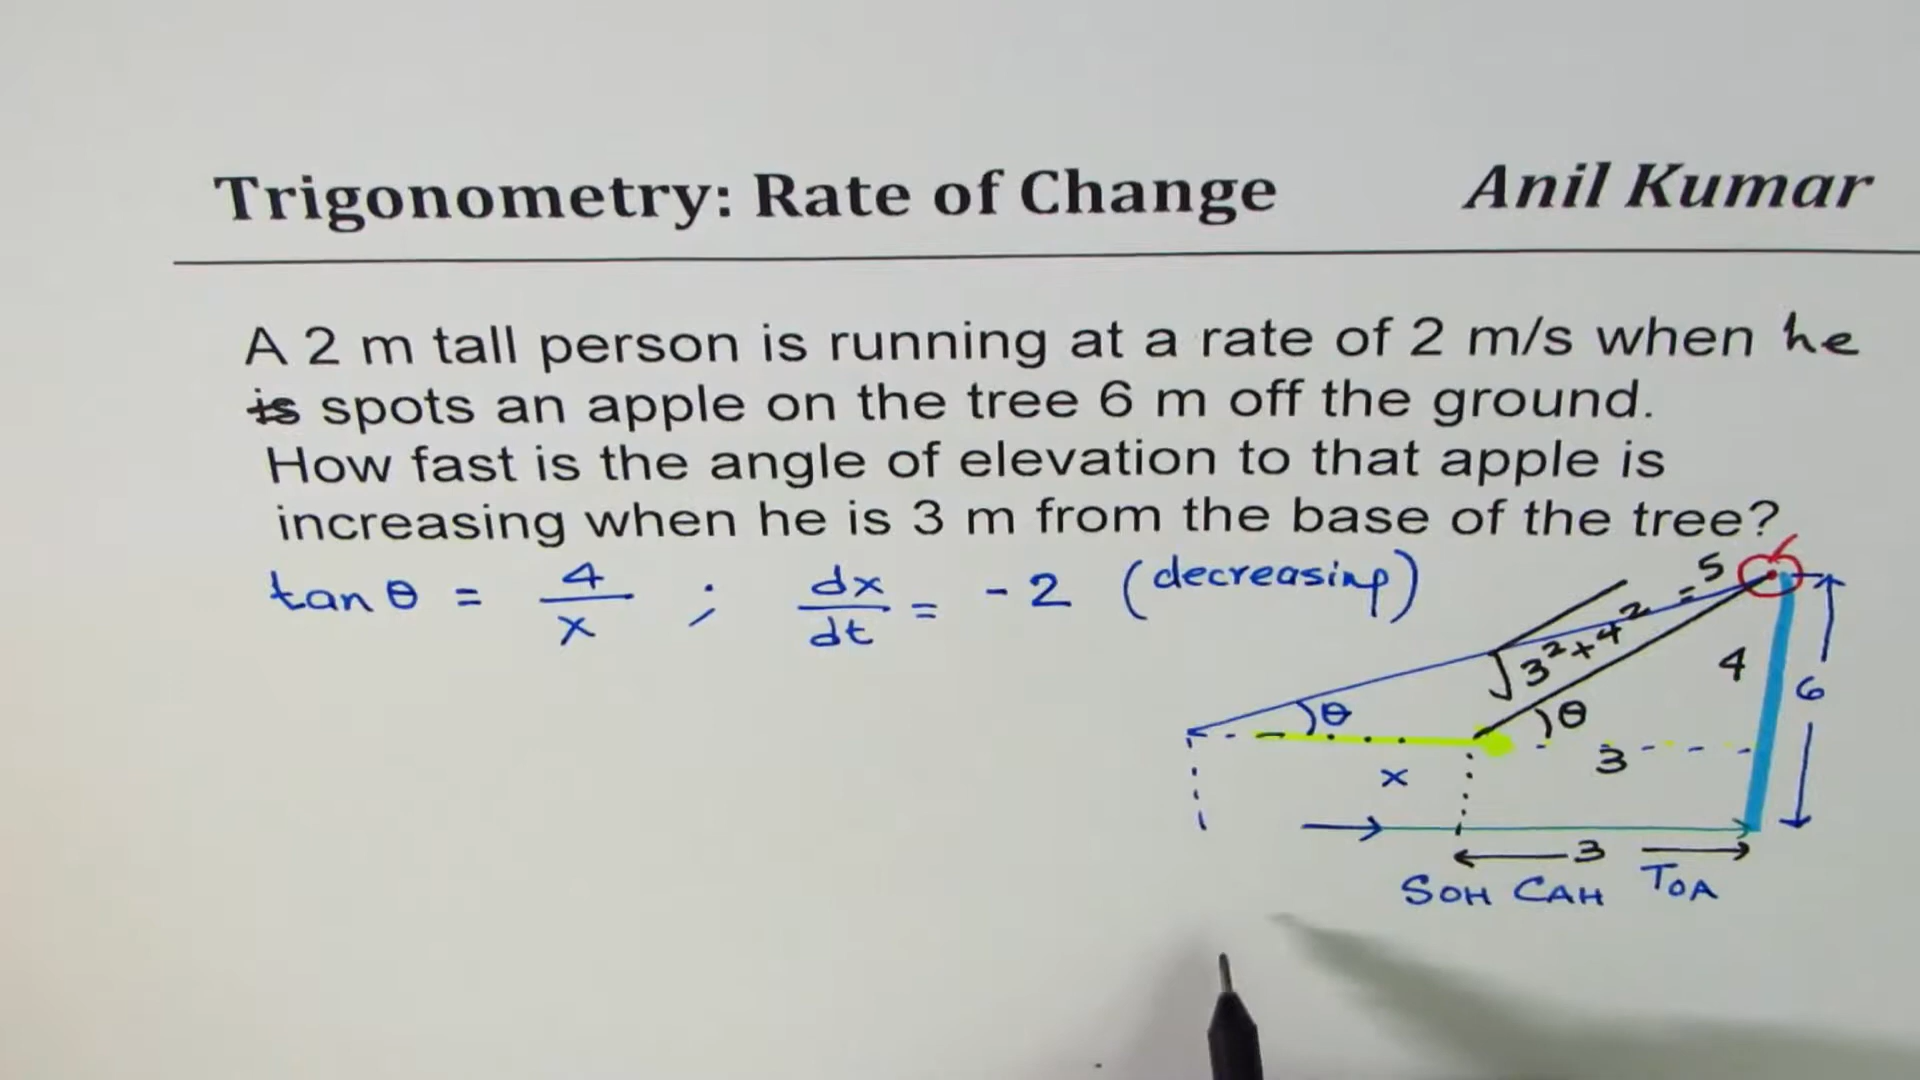 Trigonometry: Rate of Change Anil Kumar
A 2 m tall person is running at a rate of 2 m/s when he
is spots an apple on the tree 6 m off the ground.
How fast is the angle of elevation to that apple is
increasing when he is 3 m from the base of the tree?
tan θ = 4/x ; dx/dt = -2 (decreasing)
√3²+4² = 5
4
6
θ
θ
3
x
3
SOH CAH TOA